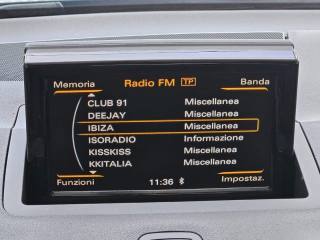 Memoria Radio FM TP Banda
CLUB 91 Miscellanea
DEEJAY Miscellanea
IBIZA Miscellanea
ISORADIO Informazione
KISSKISS Miscellanea
KKITALIA Miscellanea
Funzioni 11:36 Impostaz.